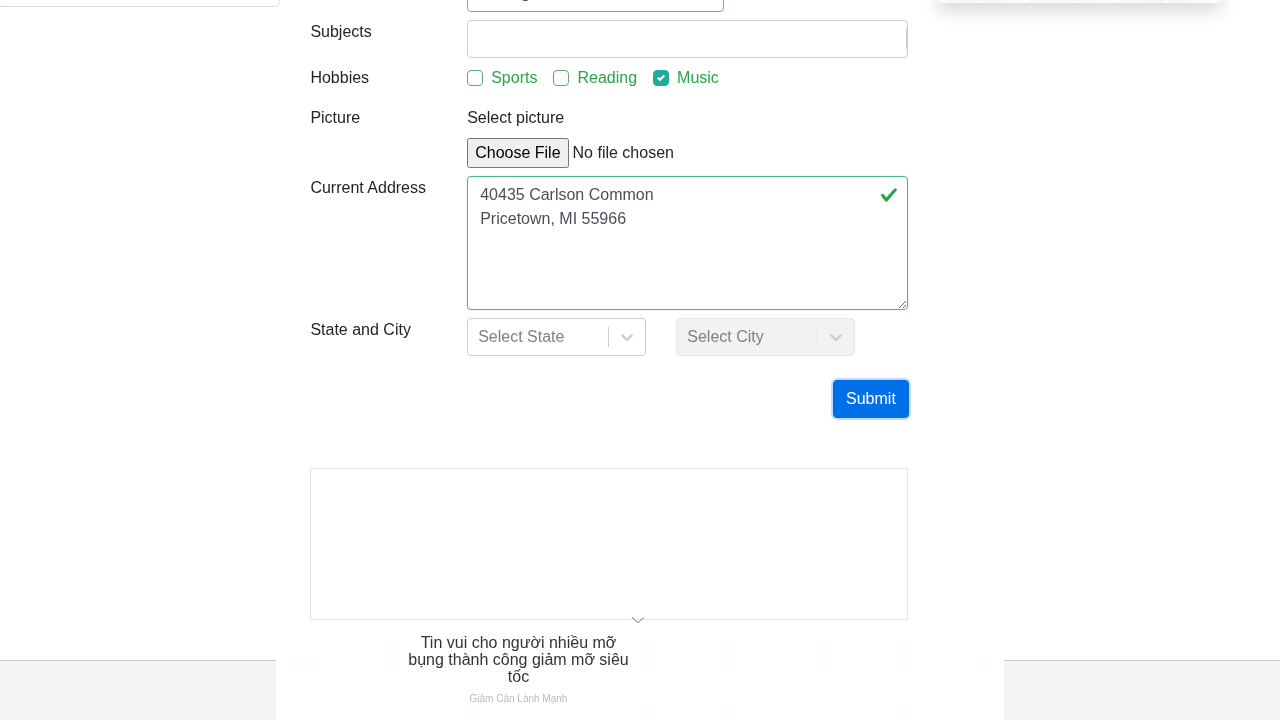 Subjects
Hobbies
Sports Reading Music
Picture
Select picture
Choose File No file chosen
Current Address
40435 Carlson Common
Pricetown, MI 55966
State and City
Select State
Select City
Submit
Tin vui cho người nhiều mỡ
bụng thành công giảm mỡ siêu
tốc
Giảm Cân Lành Mạnh